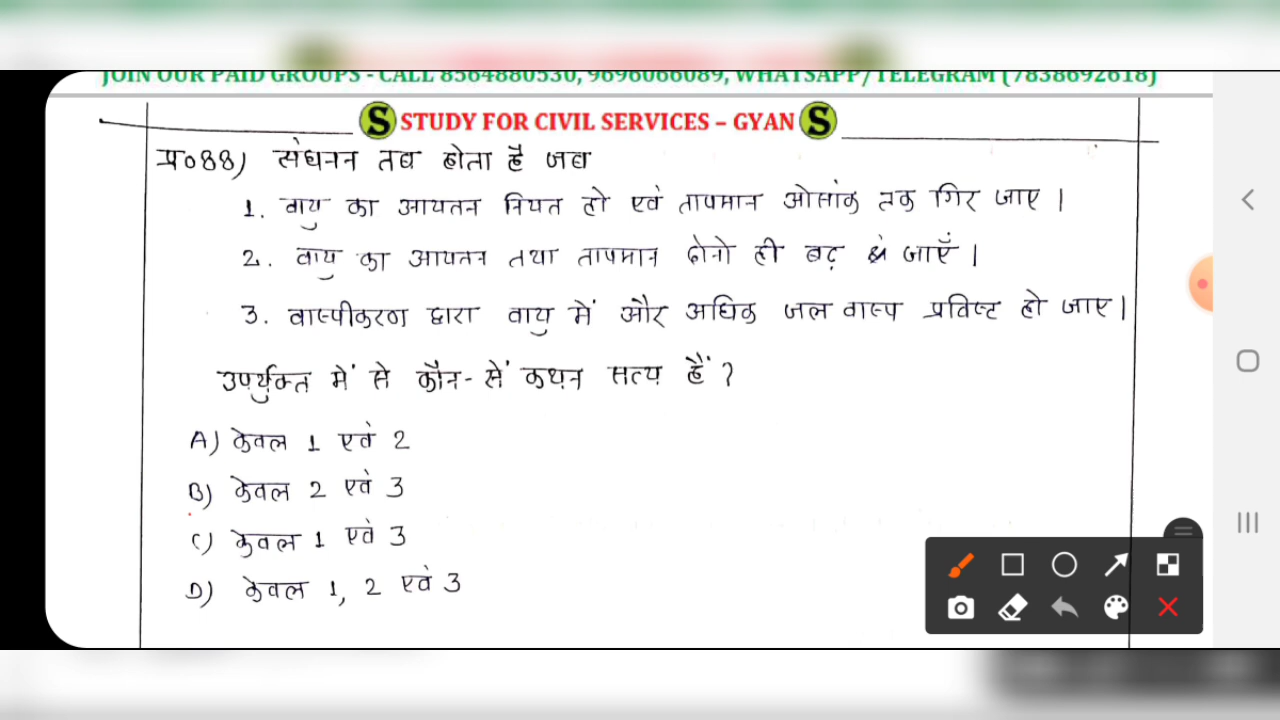 JOIN OUR PAID GROUPS - CALL 8564880530, 9696066089, WHATSAPP/TELEGRAM (7838692618)
S STUDY FOR CIVIL SERVICES – GYAN S
प्र०88) संघनन तब होता है जब
1. वायु का आयतन नियत हो एवं तापमान ओसांक तक गिर जाए।
2. वायु का आयतन तथा तापमान दोनो ही बढ़ जाएँ।
3. वास्पीकरण द्वारा वायु में और अधिक जल वास्प प्रविस्ट हो जाए।
उपर्युक्त में से कौन-से कथन सत्य हैं?
A) केवल 1 एवं 2
B) केवल 2 एवं 3
C) केवल 1 एवं 3
D) केवल 1, 2 एवं 3